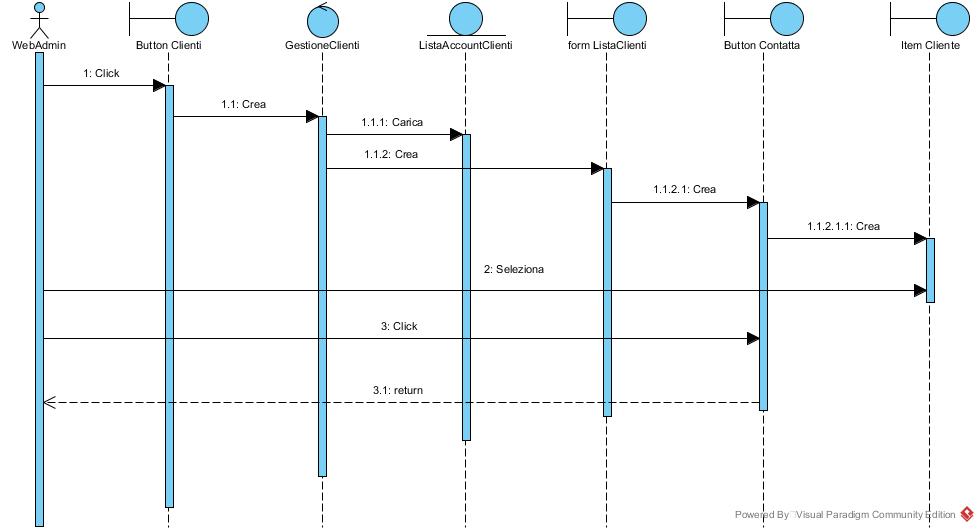 WebAdmin
Button Clienti
GestioneClienti
ListaAccountClienti
form ListaClienti
Button Contatta
Item Cliente
1: Click
1.1: Crea
1.1.1: Carica
1.1.2: Crea
1.1.2.1: Crea
1.1.2.1.1: Crea
2: Seleziona
3: Click
3.1: return
Powered By Visual Paradigm Community Edition